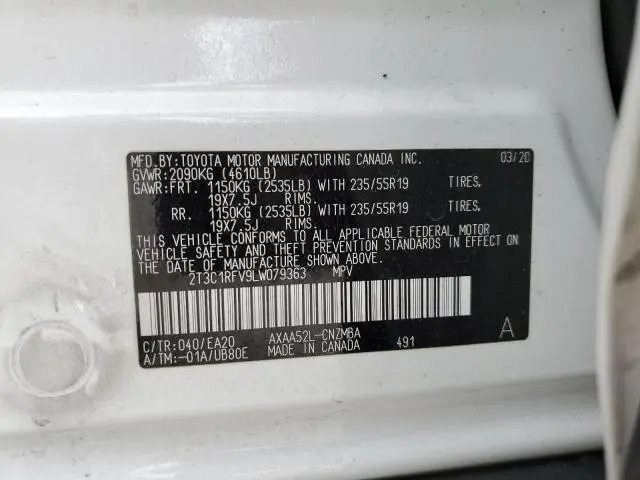 MFD.BY:TOYOTA MOTOR MANUFACTURING CANADA INC. 03/20
GVWR:2090KG (4610LB)
GAWR:FRT. 1150KG (2535LB) WITH 235/55R19 TIRES,
19X7.5J RIMS.
RR. 1150KG (2535LB) WITH 235/55R19 TIRES,
19X7.5J RIMS.
THIS VEHICLE CONFORMS TO ALL APPLICABLE FEDERAL MOTOR
VEHICLE SAFETY AND THEFT PREVENTION STANDARDS IN EFFECT ON
THE DATE OF MANUFACTURE SHOWN ABOVE.
2T3C1RFV9LW079363 MPV
C/TR:040/EA20 AXAA52L-CNZMBA A
A/TM:-01A/UB80E MADE IN CANADA 491